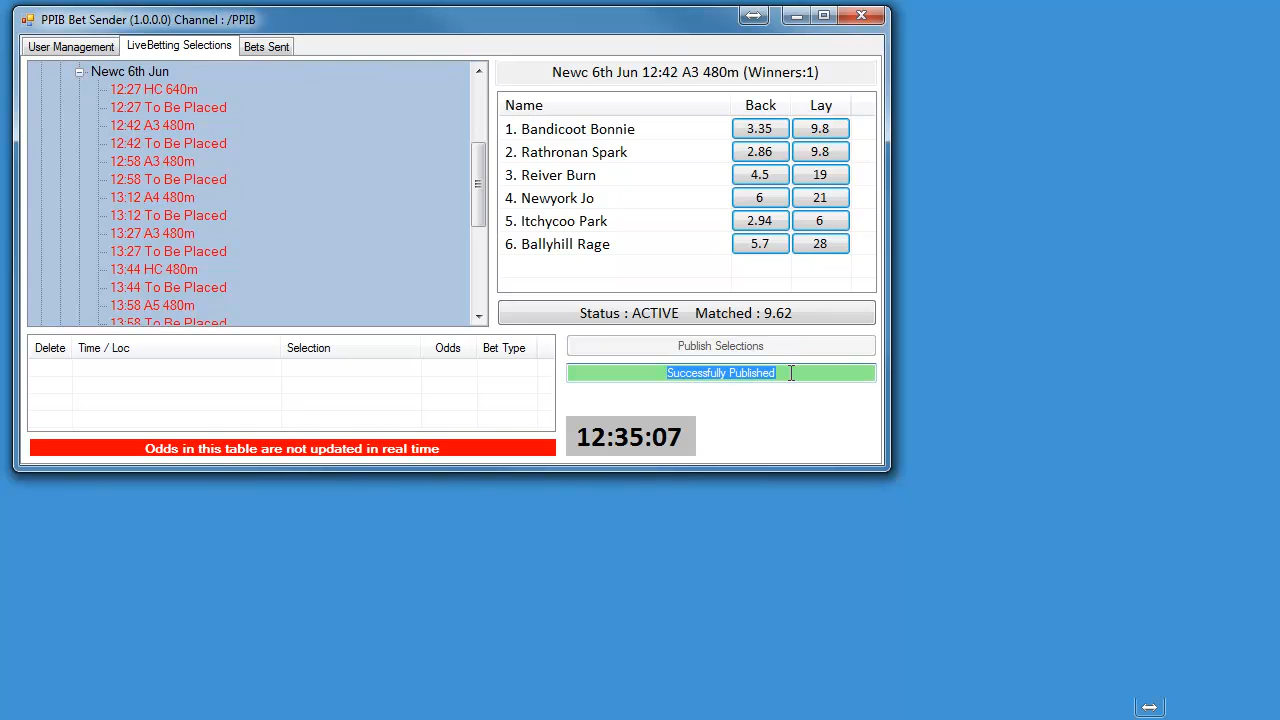 PPIB Bet Sender (1.0.0.0) Channel : /PPIB
User Management
LiveBetting Selections
Bets Sent
Newc 6th Jun
12:27 HC 640m
12:27 To Be Placed
12:42 A3 480m
12:42 To Be Placed
12:58 A3 480m
12:58 To Be Placed
13:12 A4 480m
13:12 To Be Placed
13:27 A3 480m
13:27 To Be Placed
13:44 HC 480m
13:44 To Be Placed
13:58 A5 480m
13:58 To Be Placed
Newc 6th Jun 12:42 A3 480m (Winners:1)
Name Back Lay
1. Bandicoot Bonnie 3.35 9.8
2. Rathronan Spark 2.86 9.8
3. Reiver Burn 4.5 19
4. Newyork Jo 6 21
5. Itchycoo Park 2.94 6
6. Ballyhill Rage 5.7 28
Status : ACTIVE Matched : 9.62
Delete Time / Loc Selection Odds Bet Type
Publish Selections
Successfully Published
12:35:07
Odds in this table are not updated in real time